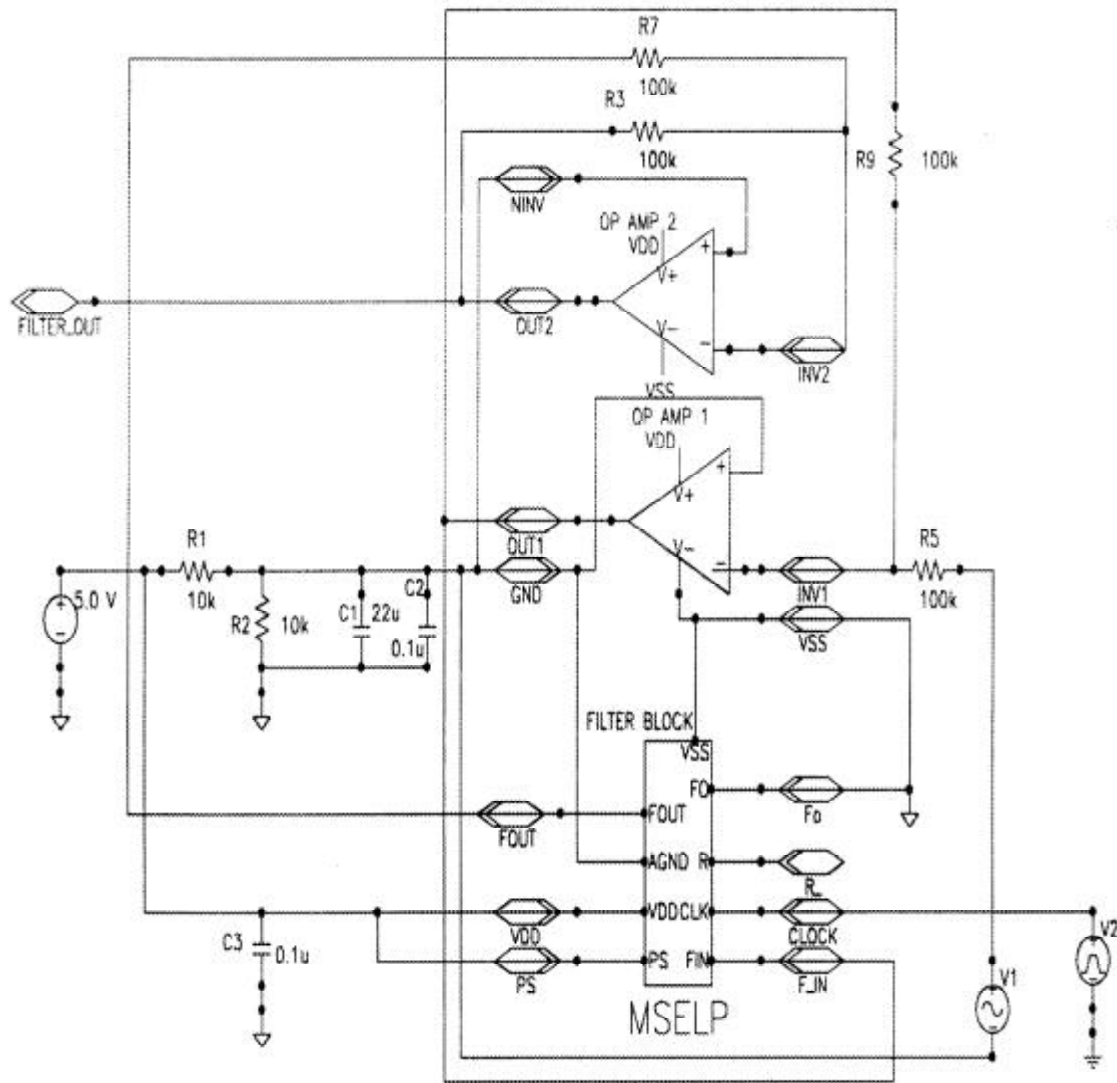 R7
100k
R3
100k
R9
100k
NINV
OP AMP 2
VDD
+
V+
FILTER_OUT
OUT2
V-
-
INV2
VSS
OP AMP 1
VDD
+
V+
OUT1
V-
-
INV1
R5
100k
R1
10k
5.0 V
+
-
R2
10k
C1
22u
C2
0.1u
GND
VSS
FILTER BLOCK
VSS
FO
Fo
FOUT
FOUT
AGND
R
R_
VDD
CLK
VDD
CLOCK
V2
C3
0.1u
PS
FIN
PS
F_IN
V1
+
-
+
-
MSELP